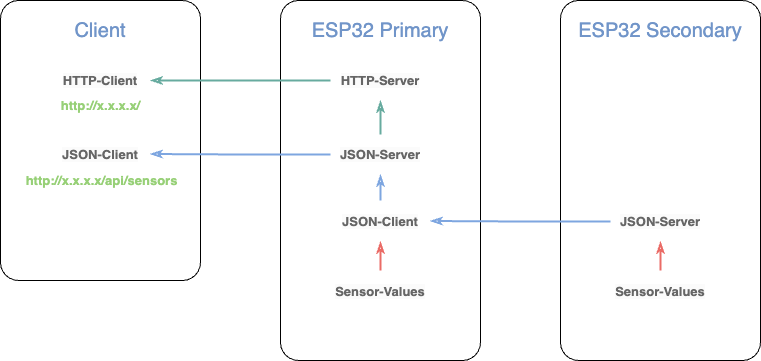 Client
HTTP-Client
http://x.x.x.x/
JSON-Client
http://x.x.x.x/api/sensors
ESP32 Primary
HTTP-Server
JSON-Server
JSON-Client
Sensor-Values
ESP32 Secondary
JSON-Server
Sensor-Values